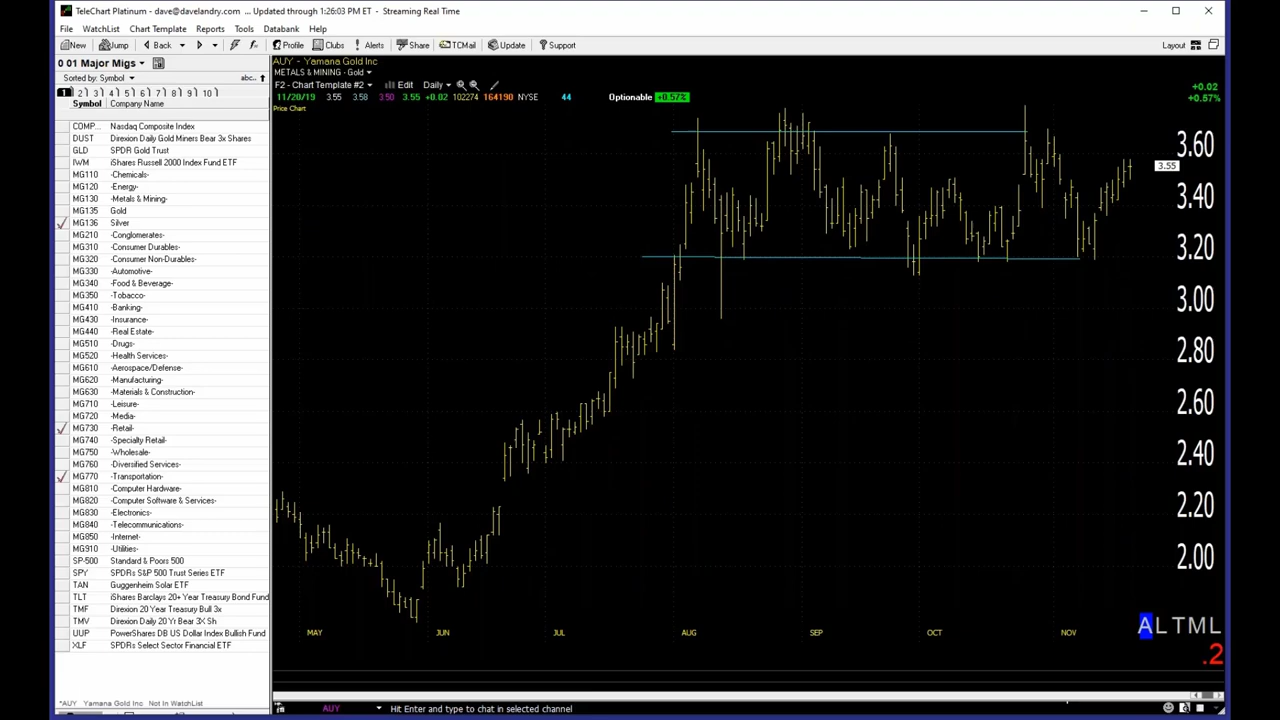 TeleChart Platinum - dave@davelandry.com ... Updated through 1:26:03 PM ET - Streaming Real Time
File WatchList Chart Template Reports Tools Databank Help
New Jump Back Profile Clubs Alerts Share TCMail Update Support Layout
0 01 Major Migs
Sorted by: Symbol abc..
1 2 3 4 5 6 7 8 9 10
Symbol Company Name
COMP... Nasdaq Composite Index
DUST Direxion Daily Gold Miners Bear 3x Shares
GLD SPDR Gold Trust
IWM iShares Russell 2000 Index Fund ETF
MG110 -Chemicals-
MG120 -Energy-
MG130 -Metals & Mining-
MG135 Gold
MG136 Silver
MG210 -Conglomerates-
MG310 -Consumer Durables-
MG320 -Consumer Non-Durables-
MG330 -Automotive-
MG340 -Food & Beverage-
MG350 -Tobacco-
MG410 -Banking-
MG430 -Insurance-
MG440 -Real Estate-
MG510 -Drugs-
MG520 -Health Services-
MG610 -Aerospace/Defense-
MG620 -Manufacturing-
MG630 -Materials & Construction-
MG710 -Leisure-
MG720 -Media-
MG730 -Retail-
MG740 -Specialty Retail-
MG750 -Wholesale-
MG760 -Diversified Services-
MG770 -Transportation-
MG810 -Computer Hardware-
MG820 -Computer Software & Services-
MG830 -Electronics-
MG840 -Telecommunications-
MG850 -Internet-
MG910 -Utilities-
SP-500 Standard & Poors 500
SPY SPDRs S&P 500 Trust Series ETF
TAN Guggenheim Solar ETF
TLT iShares Barclays 20+ Year Treasury Bond Fund
TMF Direxion 20 Year Treasury Bull 3x
TMV Direxion Daily 20 Yr Bear 3X Sh
UUP PowerShares DB US Dollar Index Bullish Fund
XLF SPDRs Select Sector Financial ETF
*AUY Yamana Gold Inc Not In WatchList
AUY - Yamana Gold Inc
METALS & MINING - Gold
F2 - Chart Template #2 Edit Daily
11/20/19 3.55 3.58 3.50 3.55 +0.02 102274 164190 NYSE 44 Optionable +0.57%
Price Chart
+0.02
+0.57%
3.60
3.55
3.40
3.20
3.00
2.80
2.60
2.40
2.20
2.00
MAY JUN JUL AUG SEP OCT NOV
ALTML
.2
AUY Hit Enter and type to chat in selected channel